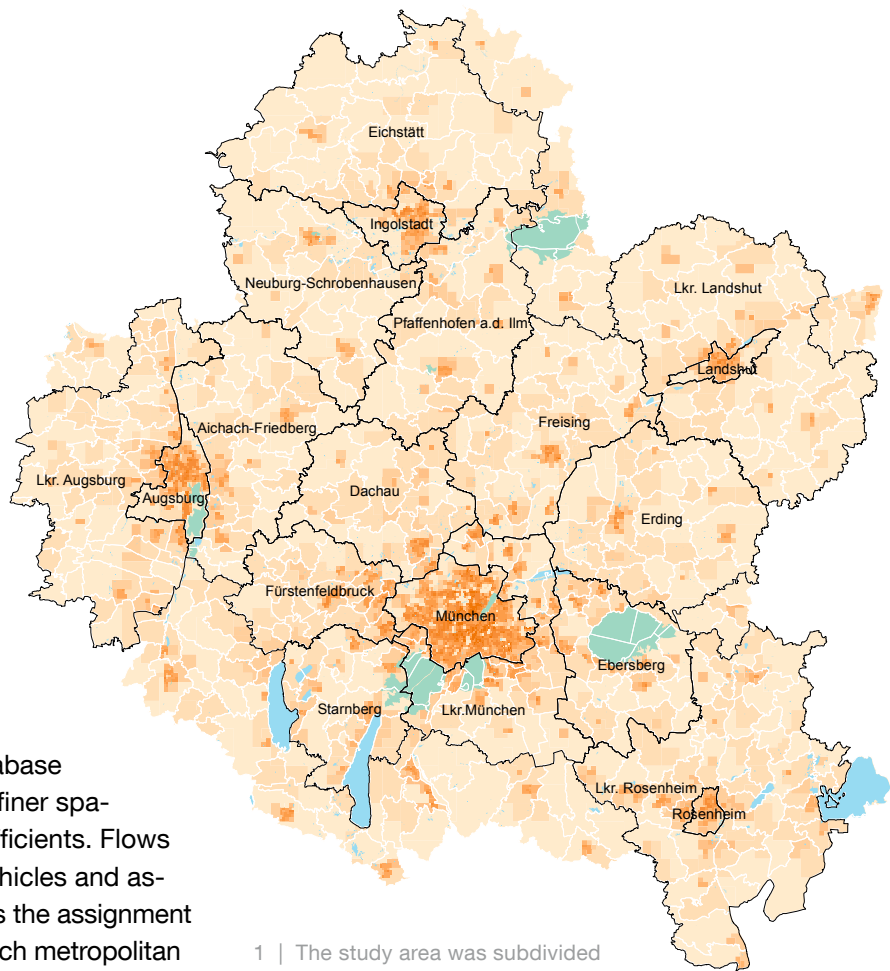 Eichstätt
Ingolstadt
Neuburg-Schrobenhausen
Lkr. Landshut
Pfaffenhofen a.d. Ilm
Landshut
Aichach-Friedberg
Freising
Lkr. Augsburg
Dachau
Augsburg
Erding
Fürstenfeldbruck
München
Ebersberg
Starnberg
Lkr.München
Lkr. Rosenheim
Rosenheim
abase
finer spa-
ficients. Flows
hicles and as-
s the assignment
ch metropolitan
1 | The study area was subdivided